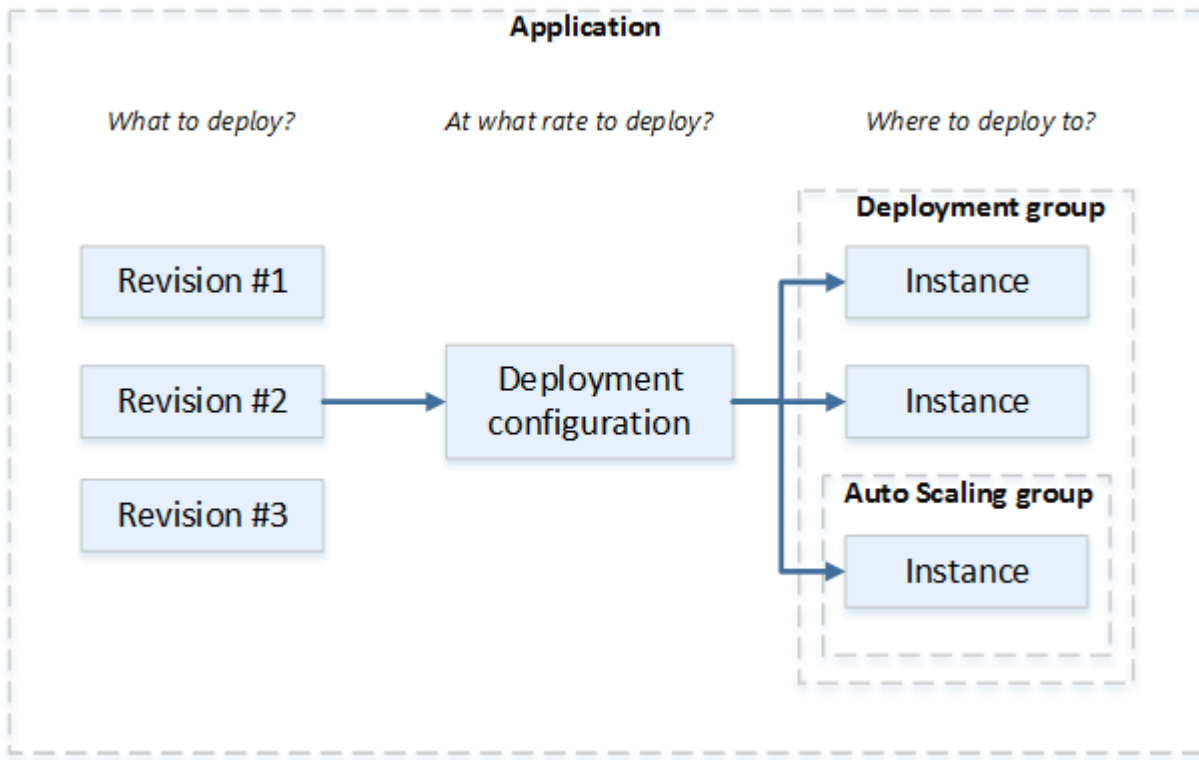 Application
What to deploy?
At what rate to deploy?
Where to deploy to?
Deployment group
Revision #1
Instance
Revision #2
Deployment
configuration
Instance
Auto Scaling group
Revision #3
Instance